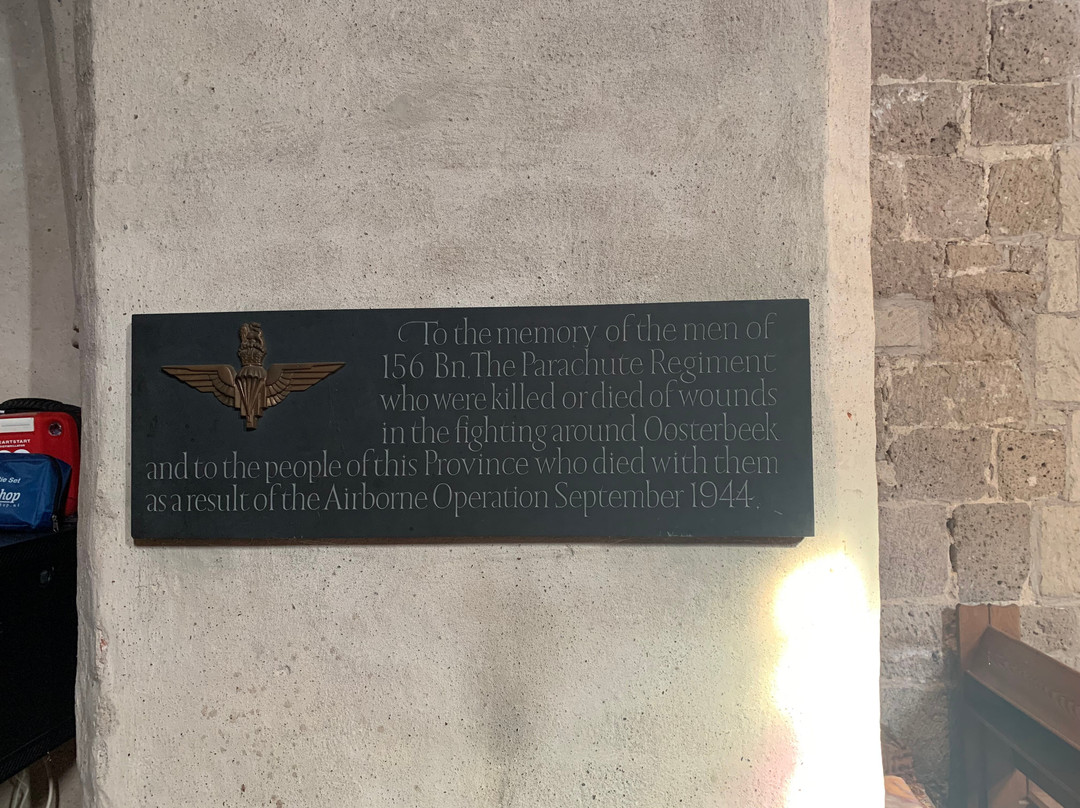 To the memory of the men of
156 Bn, The Parachute Regiment
who were killed or died of wounds
in the fighting around Oosterbeek
and to the people of this Province who died with them
as a result of the Airborne Operation September 1944.
HEARTSTART